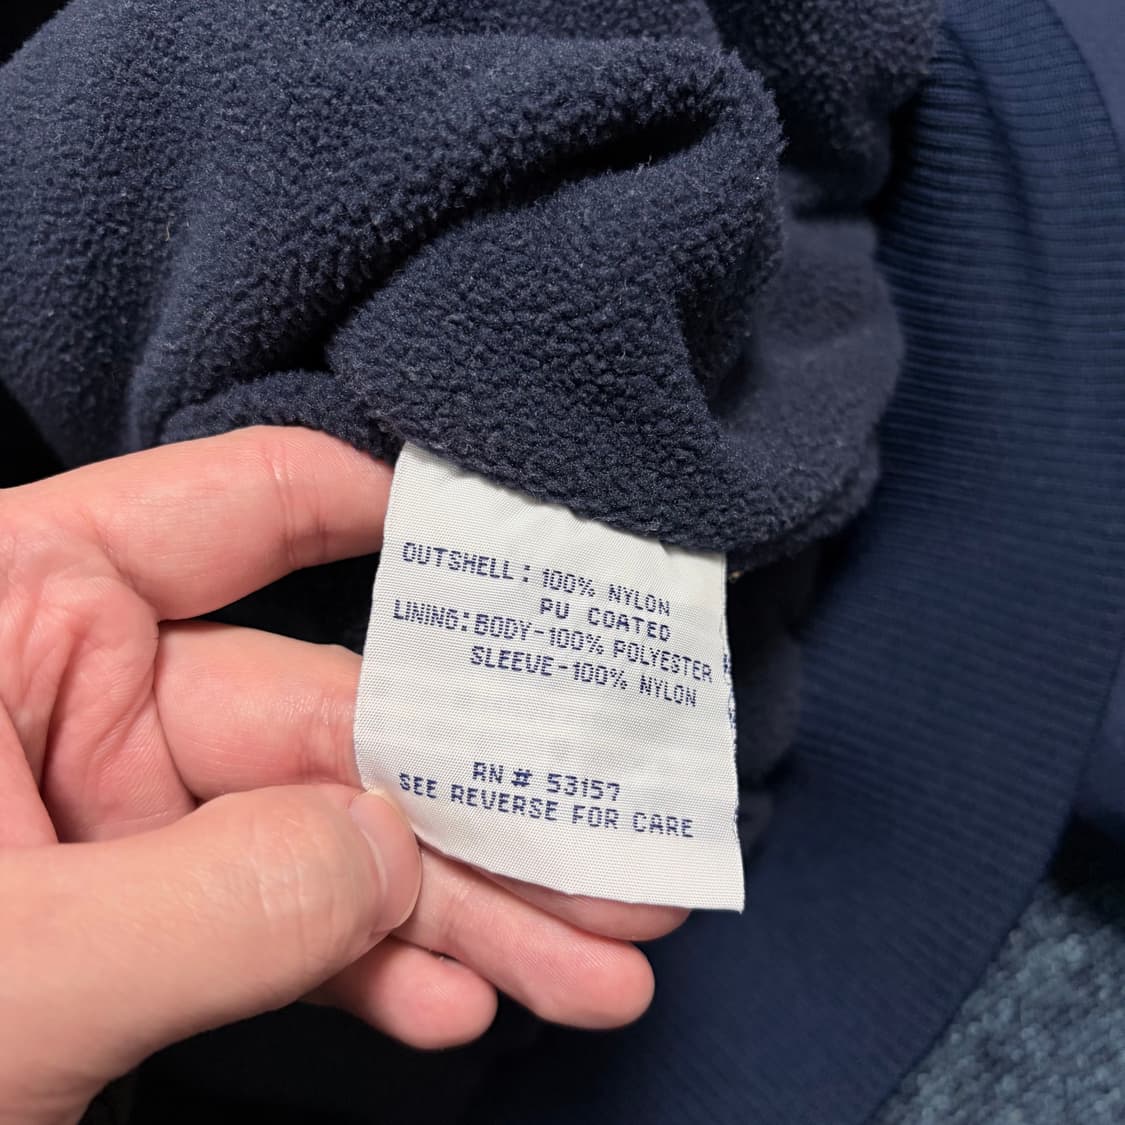 OUTSHELL: 100% NYLON
PU COATED
LINING: BODY-100% POLYESTER
SLEEVE-100% NYLON
RN # 53157
SEE REVERSE FOR CARE